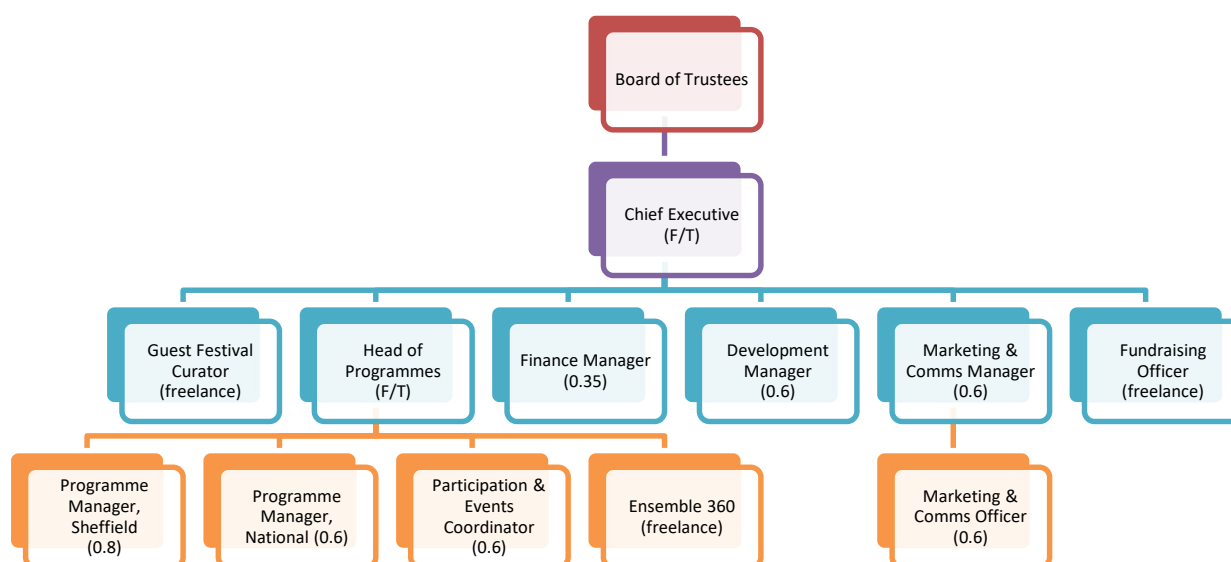 Board of Trustees
Chief Executive
(F/T)
Guest Festival
Curator
(freelance)
Head of
Programmes
(F/T)
Finance Manager
(0.35)
Development
Manager
(0.6)
Marketing &
Comms Manager
(0.6)
Fundraising
Officer
(freelance)
Programme
Manager,
Sheffield
(0.8)
Programme
Manager,
National (0.6)
Participation &
Events
Coordinator
(0.6)
Ensemble 360
(freelance)
Marketing &
Comms Officer
(0.6)